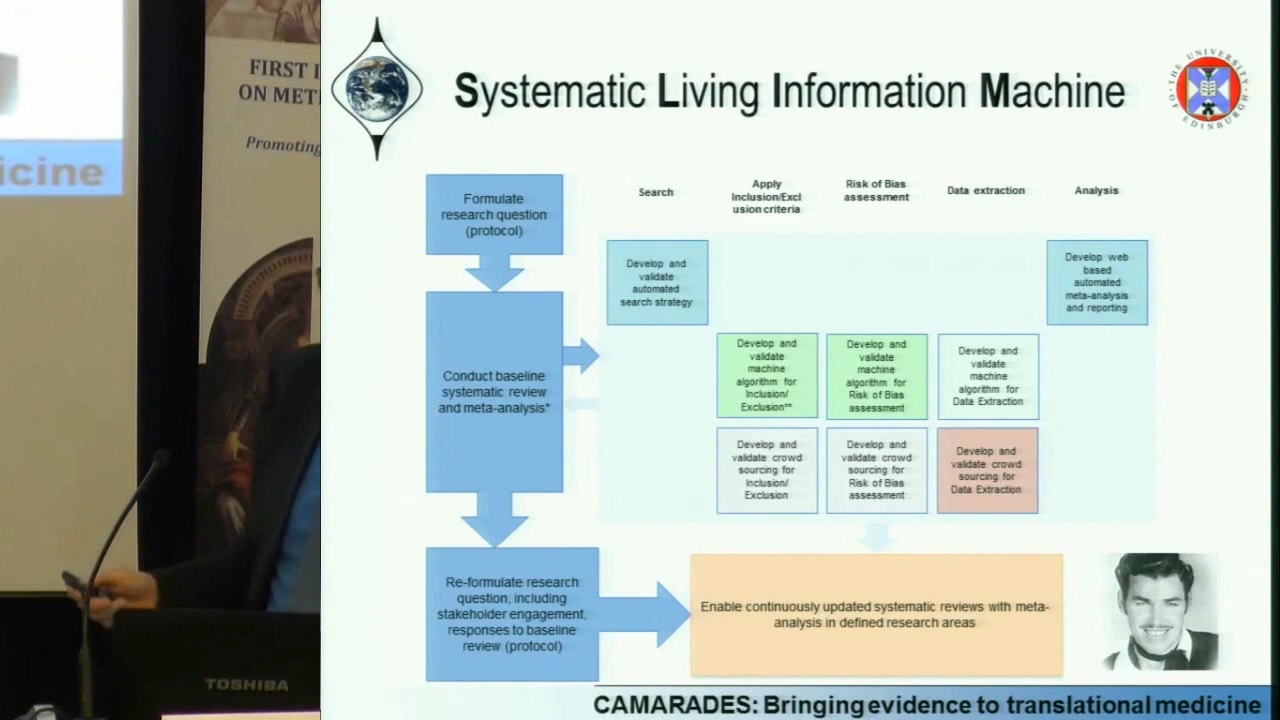 icine
FIRST I
ON MET
Promoting
TOSHIBA
Systematic Living Information Machine
THE UNIVERSITY OF EDINBURGH
Formulate
research question
(protocol)
Conduct baseline
systematic review
and meta-analysis*
Re-formulate research
question, including
stakeholder engagement,
responses to baseline
review (protocol)
Search
Apply
Inclusion/Excl
usion criteria
Risk of Bias
assessment
Data extraction
Analysis
Develop and
validate
automated
search strategy
Develop web
based
automated
meta-analysis
and reporting
Develop and
validate
machine
algorithm for
Inclusion/
Exclusion**
Develop and
validate
machine
algorithm for
Risk of Bias
assessment
Develop and
validate
machine
algorithm for
Data Extraction
Develop and
validate crowd
sourcing for
Inclusion/
Exclusion
Develop and
validate crowd
sourcing for
Risk of Bias
assessment
Develop and
validate crowd
sourcing for
Data Extraction
Enable continuously updated systematic reviews with meta-
analysis in defined research areas
CAMARADES: Bringing evidence to translational medicine